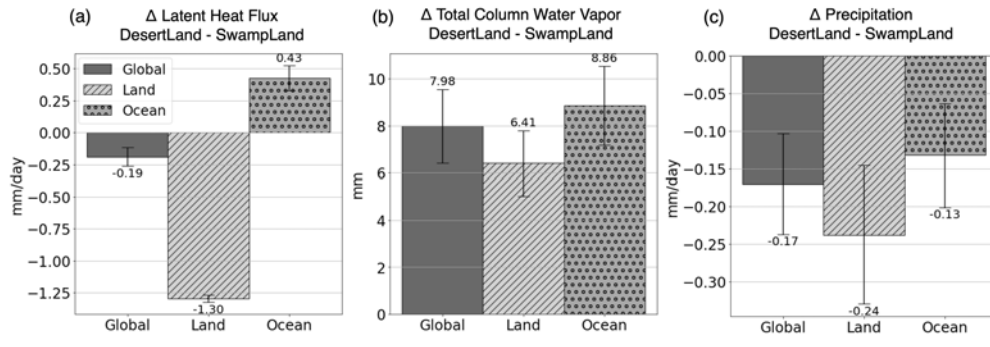 (a)
Δ Latent Heat Flux
DesertLand - SwampLand
0.50
0.25
0.00
−0.25
−0.50
−0.75
−1.00
−1.25
mm/day
Global
Land
Ocean
0.43
-0.19
-1.30
Global Land Ocean
(b)
Δ Total Column Water Vapor
DesertLand - SwampLand
10
8
6
4
2
0
mm
7.98
6.41
8.86
Global Land Ocean
(c)
Δ Precipitation
DesertLand - SwampLand
0.00
−0.05
−0.10
−0.15
−0.20
−0.25
−0.30
mm/day
-0.17
-0.24
-0.13
Global Land Ocean